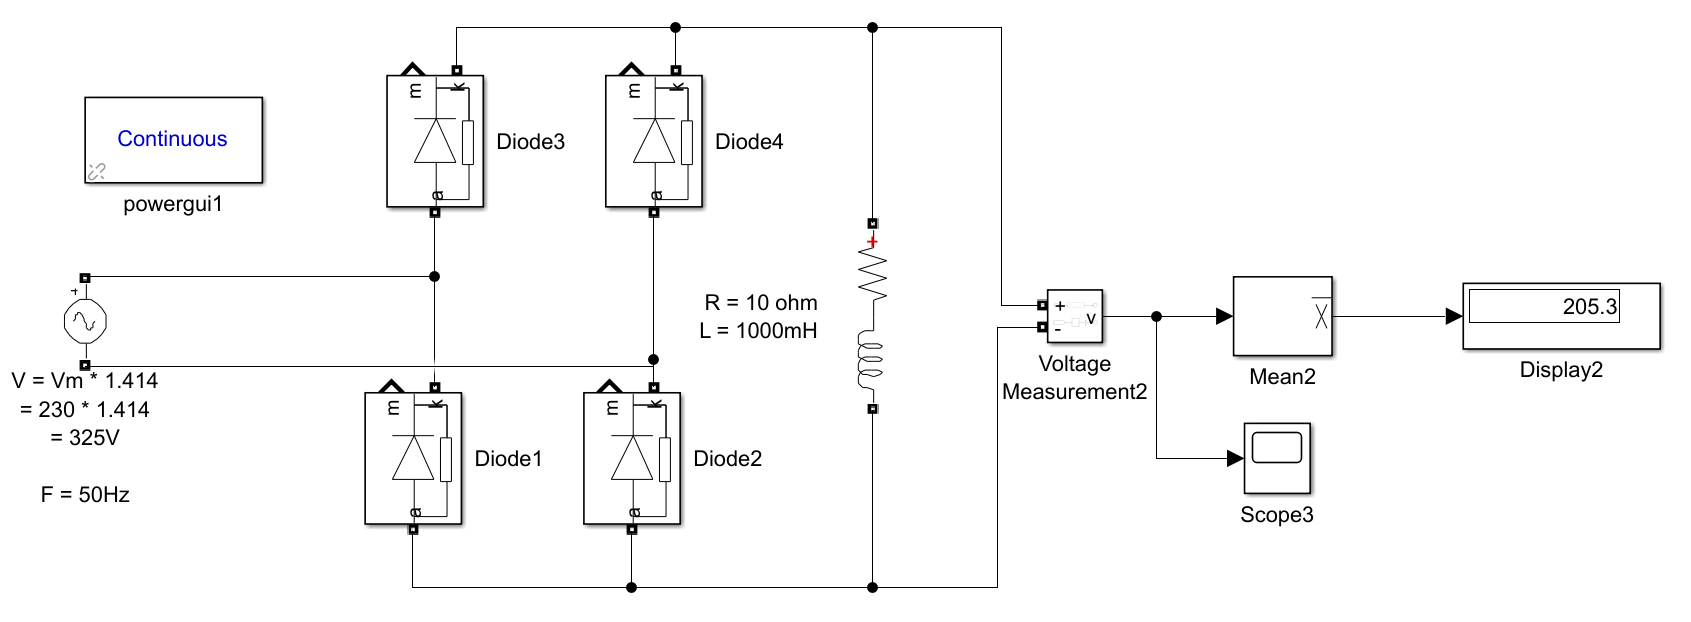 Continuous
powergui1
m
k
a
Diode3
m
k
a
Diode4
+
V = Vm * 1.414
= 230 * 1.414
= 325V
F = 50Hz
m
k
a
Diode1
m
k
a
Diode2
+
R = 10 ohm
L = 1000mH
+
-
v
Voltage
Measurement2
X
Mean2
205.3
Display2
Scope3